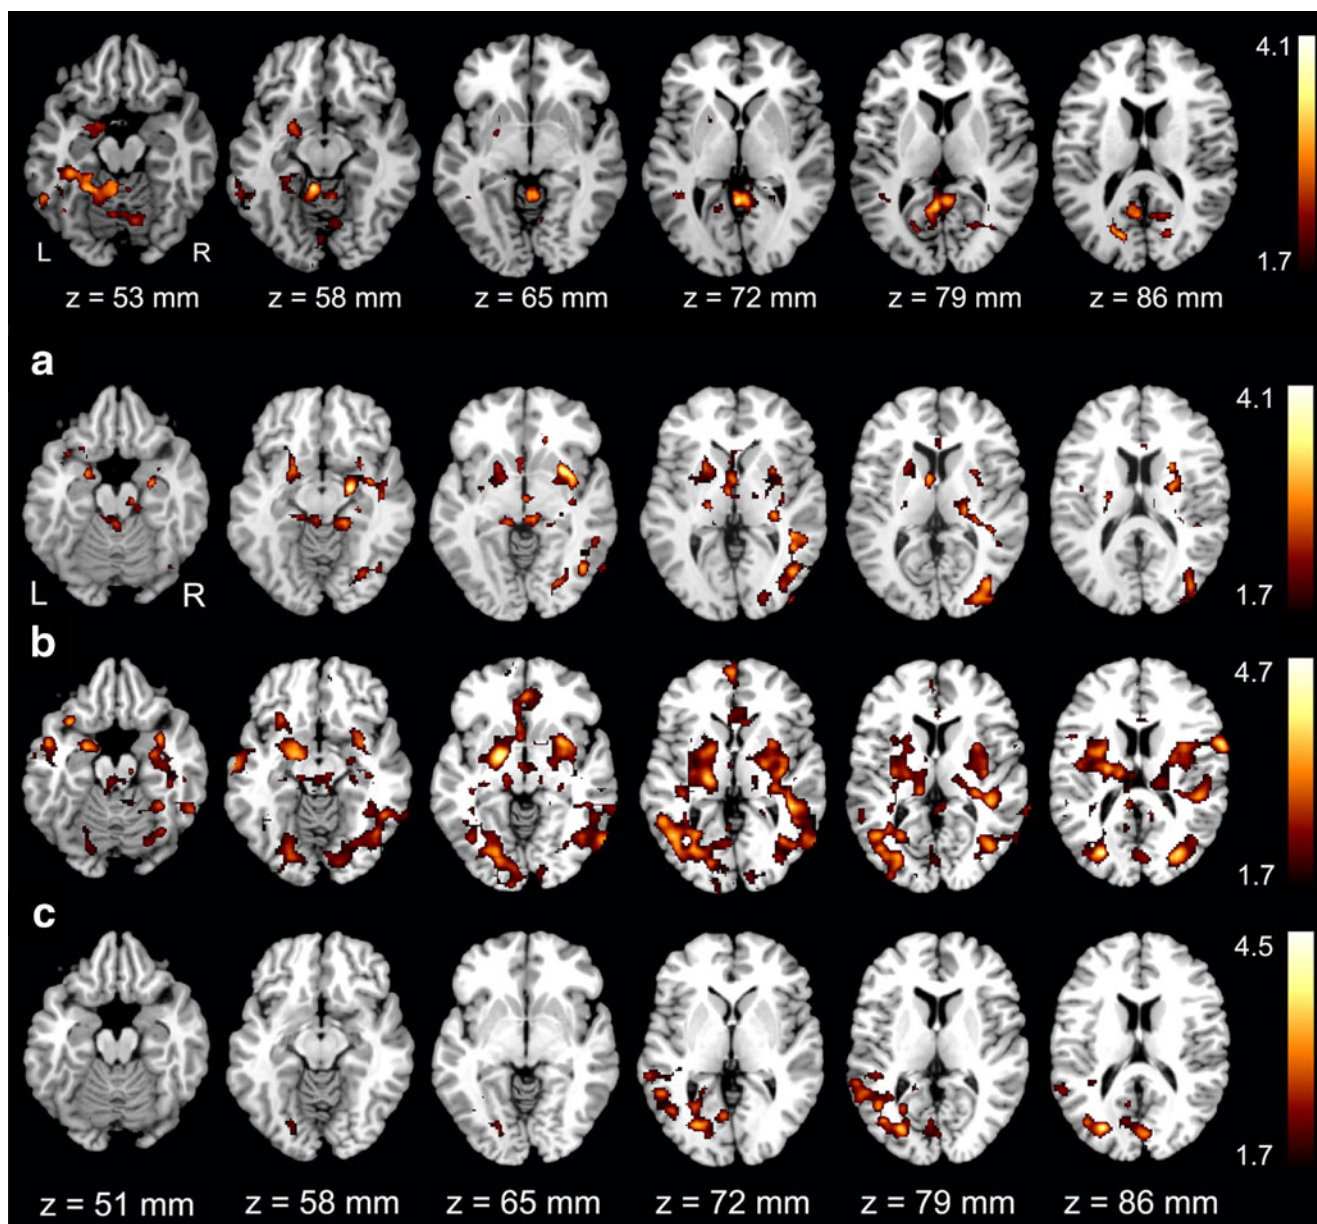 4.1
1.7
L R
z = 53 mm z = 58 mm z = 65 mm z = 72 mm z = 79 mm z = 86 mm
a
4.1
1.7
L R
b
4.7
1.7
c
4.5
1.7
z = 51 mm z = 58 mm z = 65 mm z = 72 mm z = 79 mm z = 86 mm